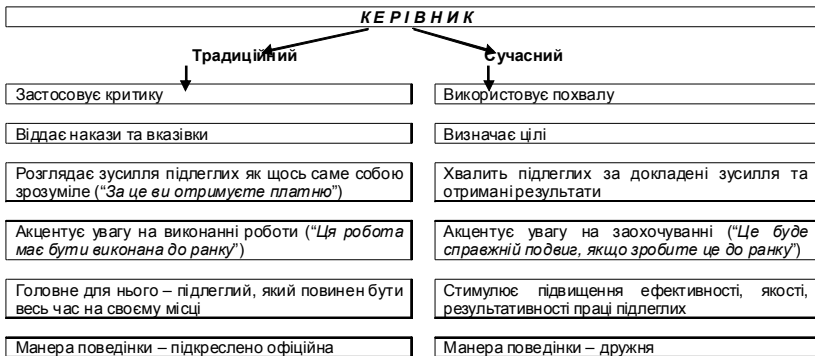 КЕРІВНИК
Традиційний
Сучасний
Застосовує критику
Використовує похвалу
Віддає накази та вказівки
Визначає цілі
Розглядає зусилля підлеглих як щось саме собою
зрозуміле (“За це ви отримуєте платню”)
Хвалить підлеглих за докладені зусилля та
отримані результати
Акцентує увагу на виконанні роботи (“Ця робота
має бути виконана до ранку”)
Акцентує увагу на заохочуванні (“Це буде
справжній подвиг, якщо зробите це до ранку”)
Головне для нього – підлеглий, який повинен бути
весь час на своєму місці
Стимулює підвищення ефективності, якості,
результативності праці підлеглих
Манера поведінки – підкреслено офіційна
Манера поведінки – дружня